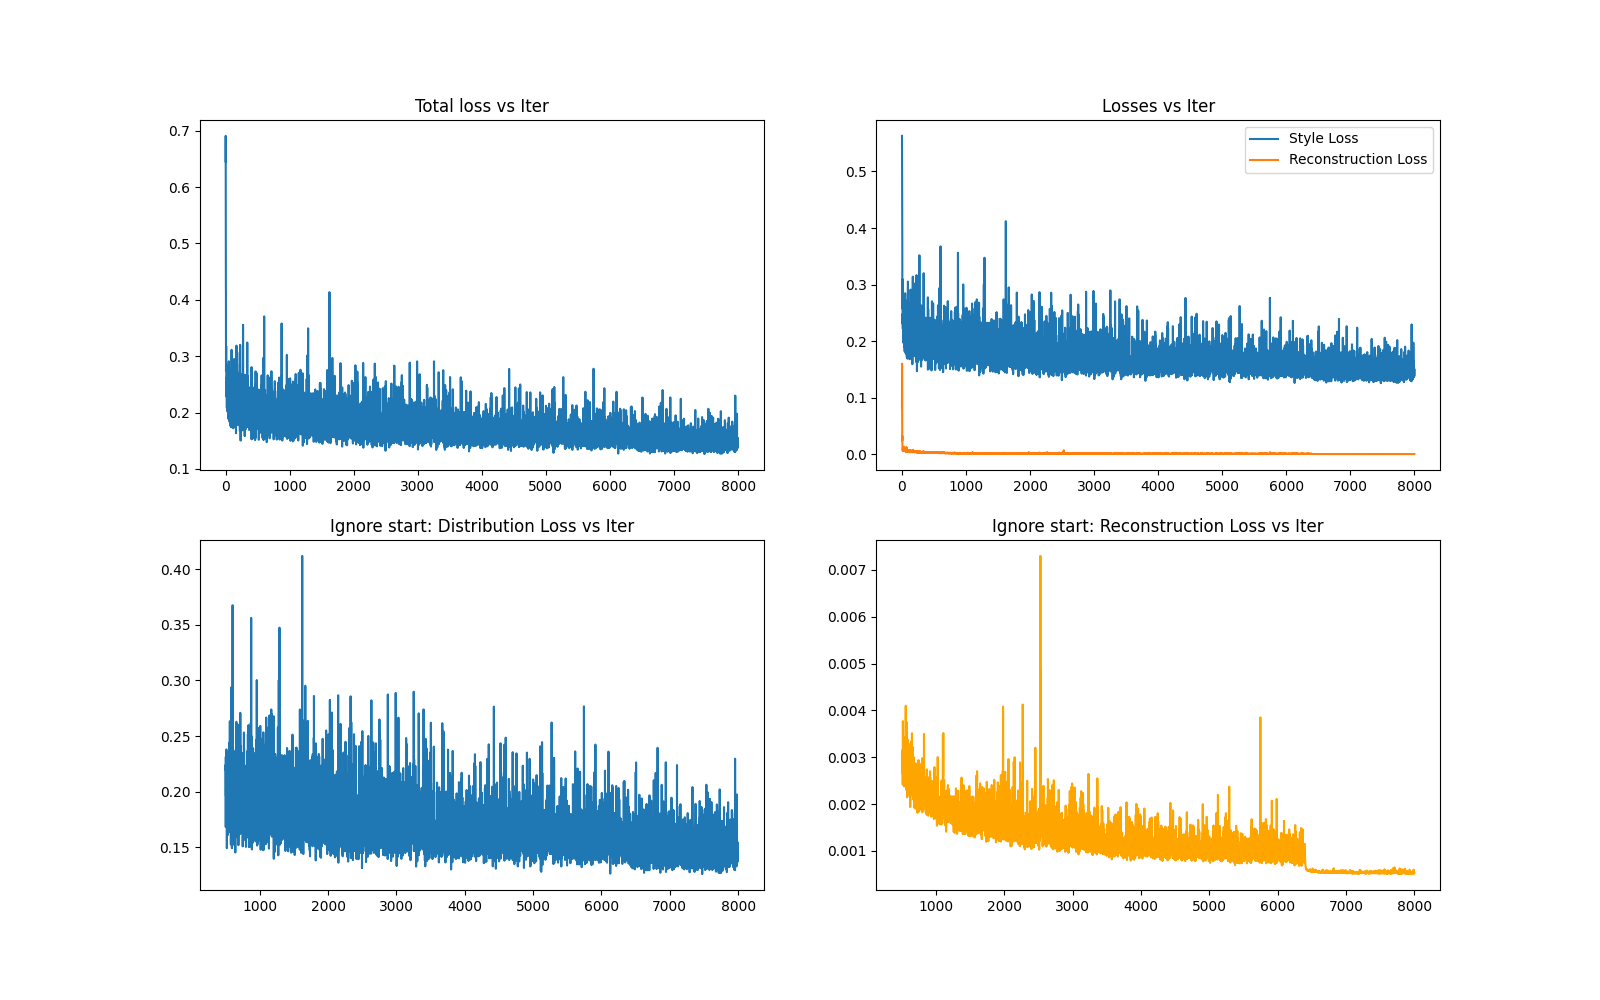 Total loss vs Iter
0.7
0.6
0.5
0.4
0.3
0.2
0.1
0 1000 2000 3000 4000 5000 6000 7000 8000
Losses vs Iter
Style Loss
Reconstruction Loss
0.5
0.4
0.3
0.2
0.1
0.0
0 1000 2000 3000 4000 5000 6000 7000 8000
Ignore start: Distribution Loss vs Iter
0.40
0.35
0.30
0.25
0.20
0.15
1000 2000 3000 4000 5000 6000 7000 8000
Ignore start: Reconstruction Loss vs Iter
0.007
0.006
0.005
0.004
0.003
0.002
0.001
1000 2000 3000 4000 5000 6000 7000 8000